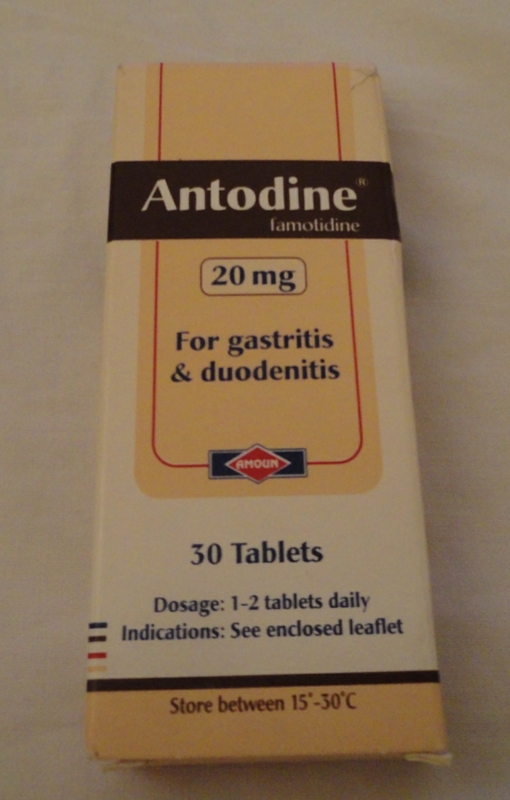 Antodine®
famotidine
20 mg
For gastritis
& duodenitis
AMOUN
30 Tablets
Dosage: 1-2 tablets daily
Indications: See enclosed leaflet
Store between 15°-30°C